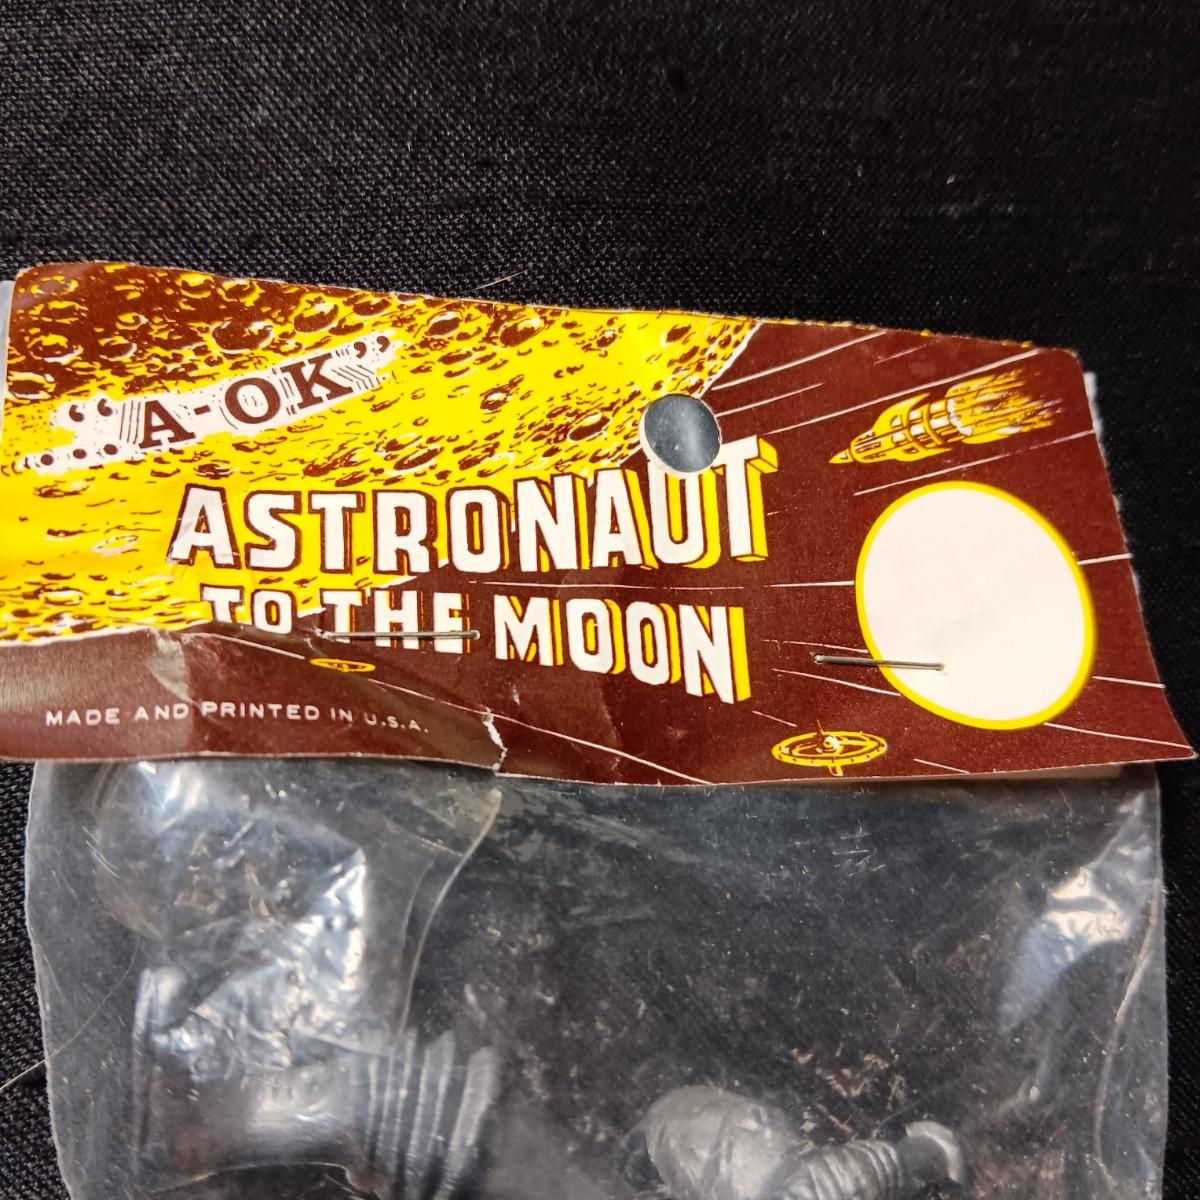 "A-OK"
ASTRONAUT
TO THE MOON
MADE AND PRINTED IN U.S.A.